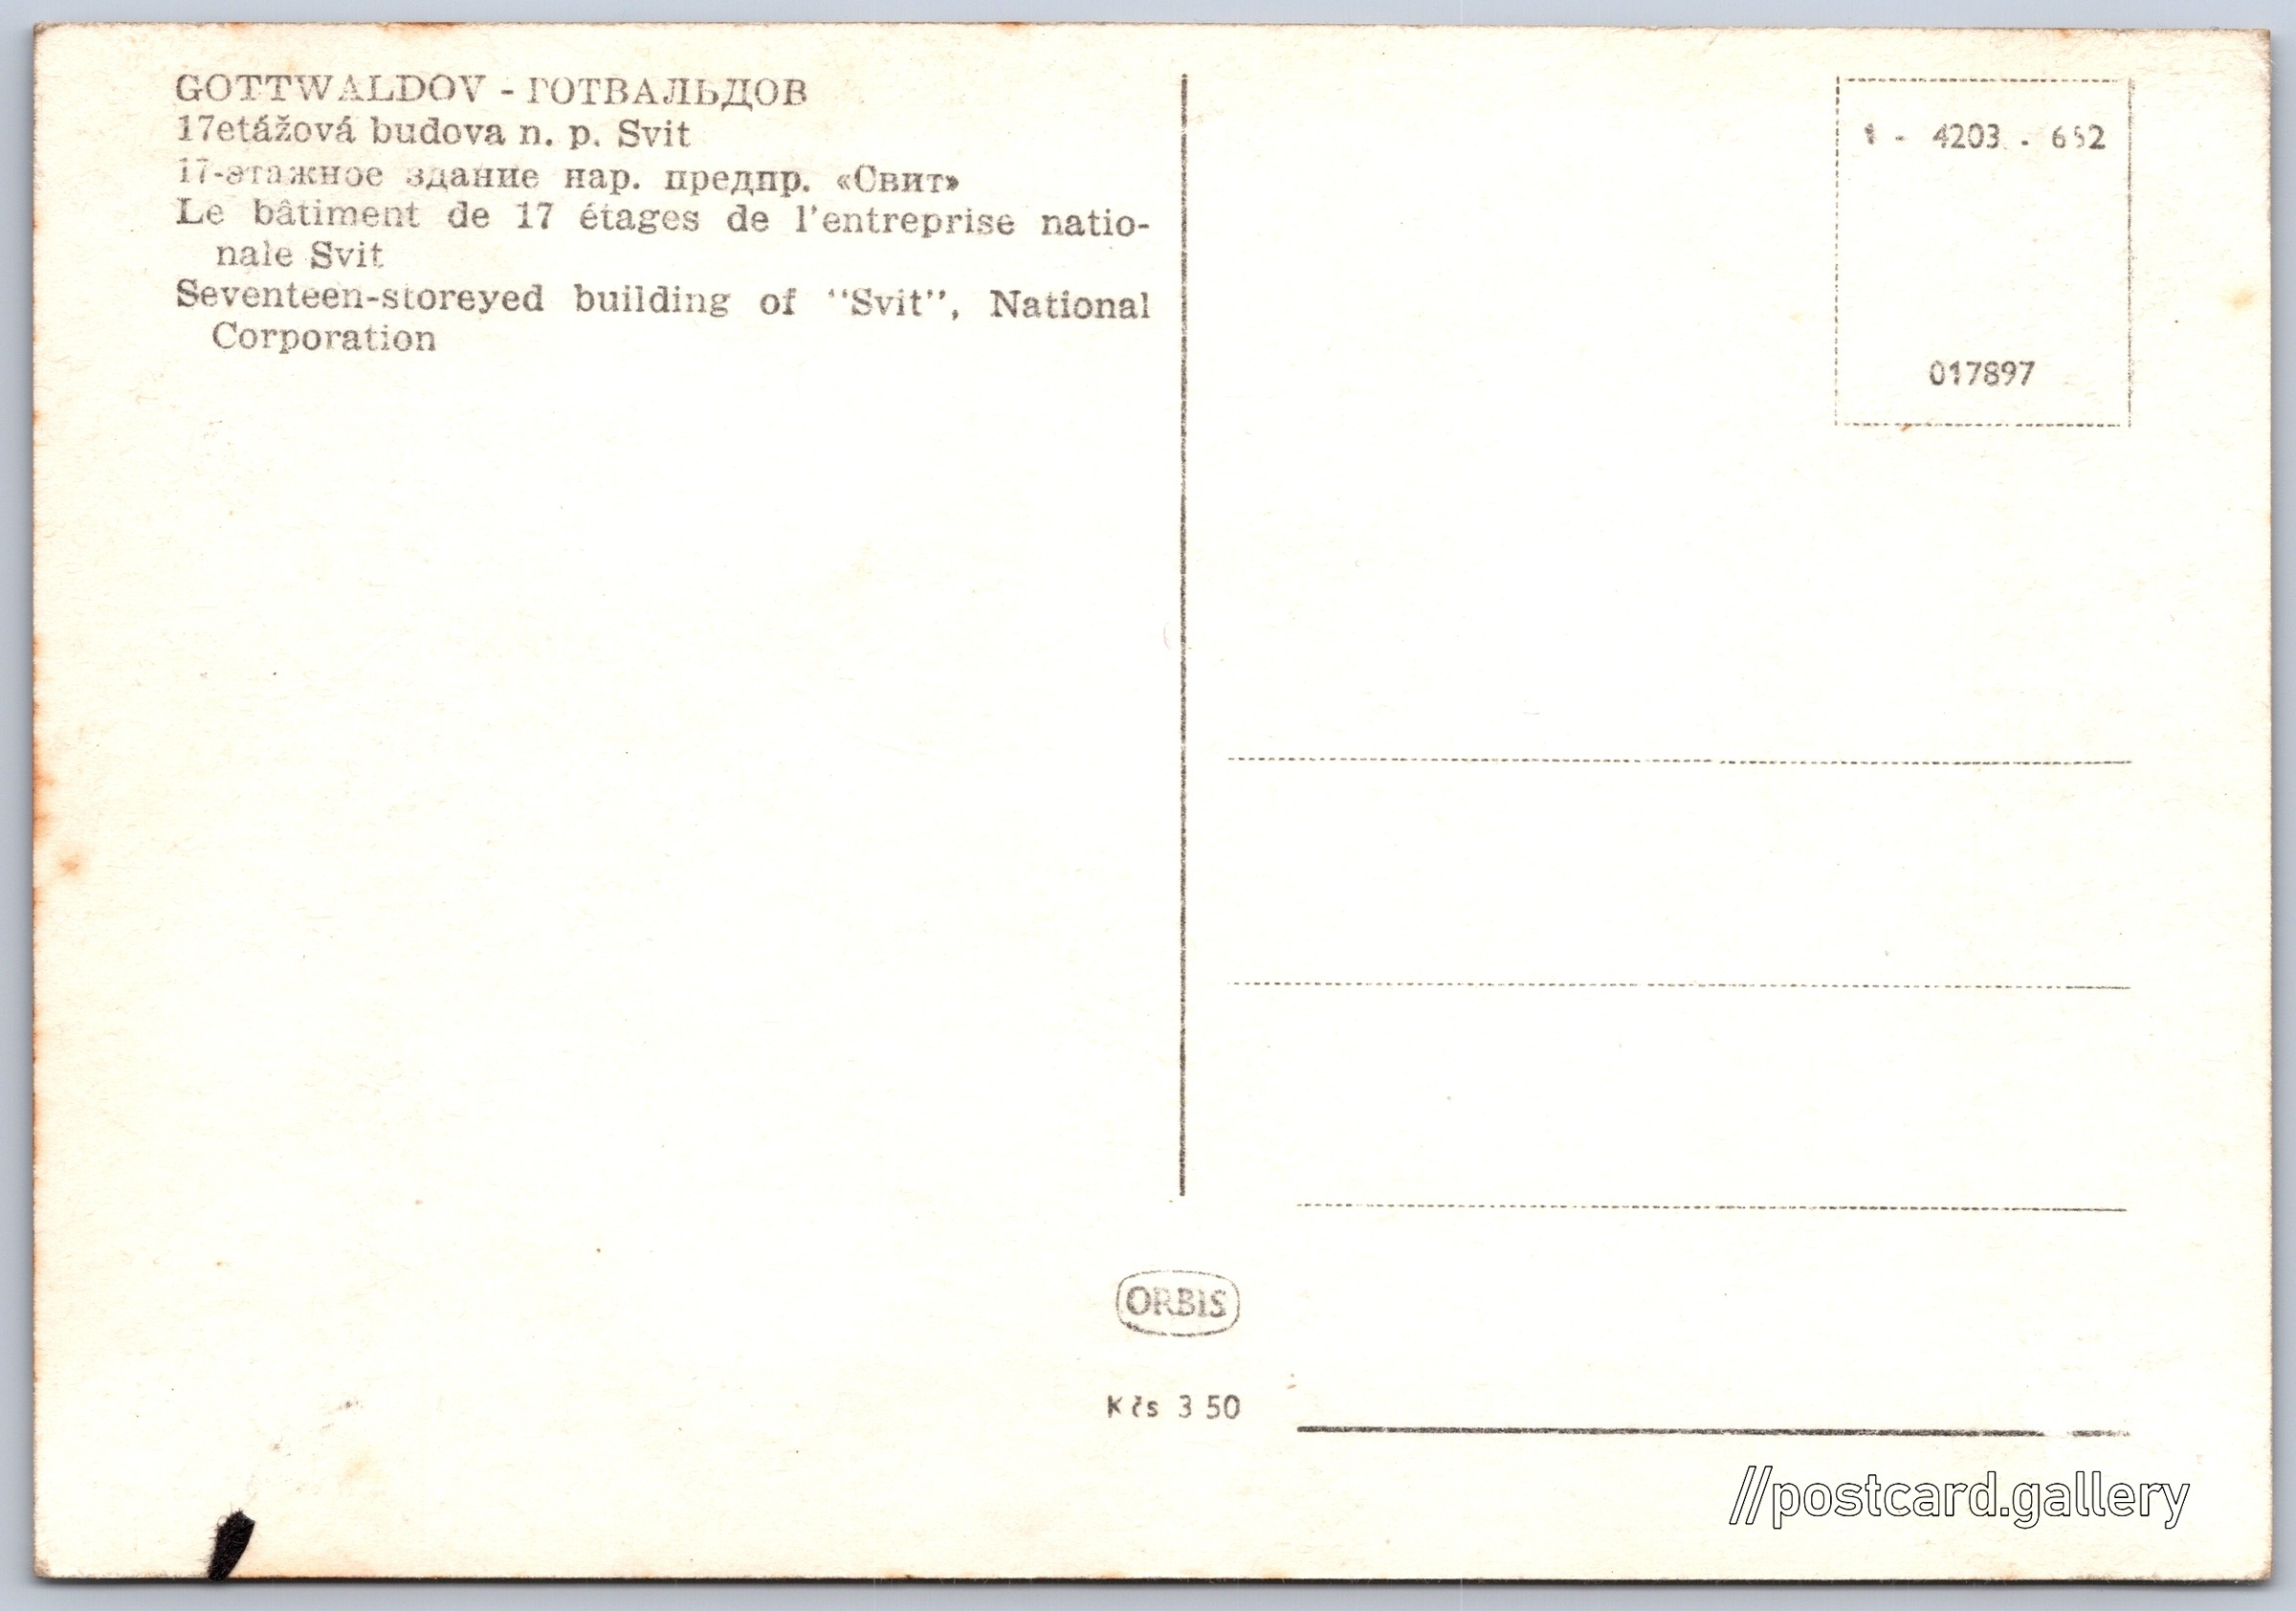 GOTTWALDOV - ГОТВАЛЬДОВ
17etážová budova n. p. Svit
17-этажное здание нар. предпр. «Свит»
Le bâtiment de 17 étages de l'entreprise natio-
nale Svit
Seventeen-storeyed building of "Svit", National
Corporation
4203
017897
ORBIS
Kčs 3 50
//postcard.gallery